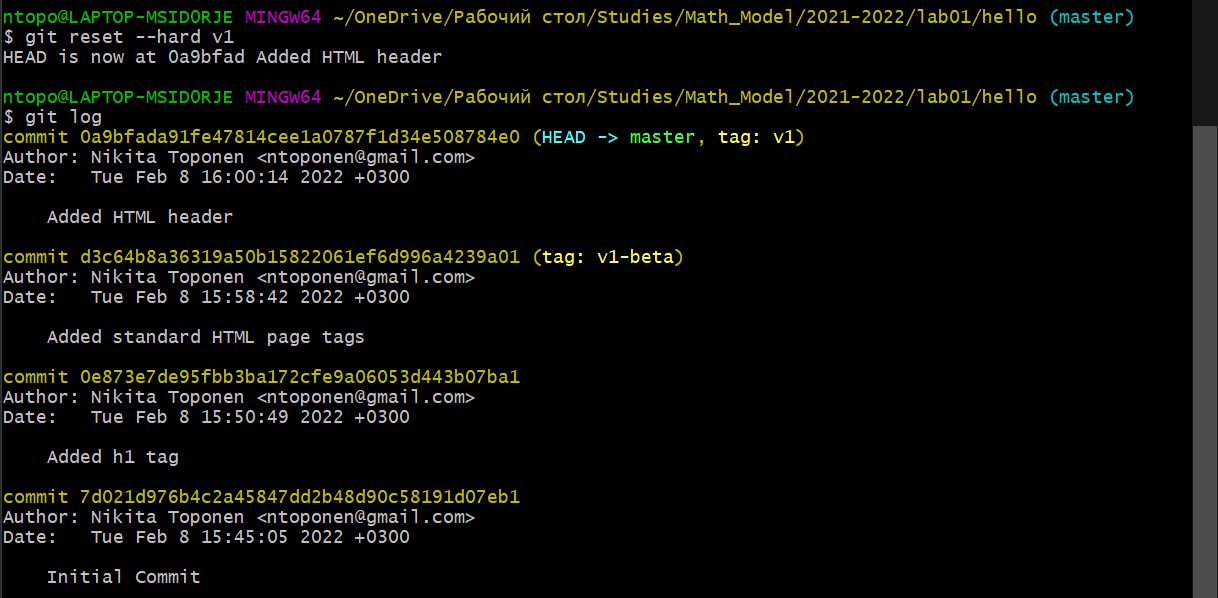 ntopo@LAPTOP-MSIDORJE MINGW64 ~/OneDrive/Рабочий стол/Studies/Math_Model/2021-2022/lab01/hello (master)
$ git reset --hard v1
HEAD is now at 0a9bfad Added HTML header
ntopo@LAPTOP-MSIDORJE MINGW64 ~/OneDrive/Рабочий стол/Studies/Math_Model/2021-2022/lab01/hello (master)
$ git log
commit 0a9bfada91fe47814cee1a0787f1d34e508784e0 (HEAD -> master, tag: v1)
Author: Nikita Toponen <ntoponen@gmail.com>
Date:   Tue Feb 8 16:00:14 2022 +0300
    Added HTML header
commit d3c64b8a36319a50b15822061ef6d996a4239a01 (tag: v1-beta)
Author: Nikita Toponen <ntoponen@gmail.com>
Date:   Tue Feb 8 15:58:42 2022 +0300
    Added standard HTML page tags
commit 0e873e7de95fbb3ba172cfe9a06053d443b07ba1
Author: Nikita Toponen <ntoponen@gmail.com>
Date:   Tue Feb 8 15:50:49 2022 +0300
    Added h1 tag
commit 7d021d976b4c2a45847dd2b48d90c58191d07eb1
Author: Nikita Toponen <ntoponen@gmail.com>
Date:   Tue Feb 8 15:45:05 2022 +0300
    Initial Commit